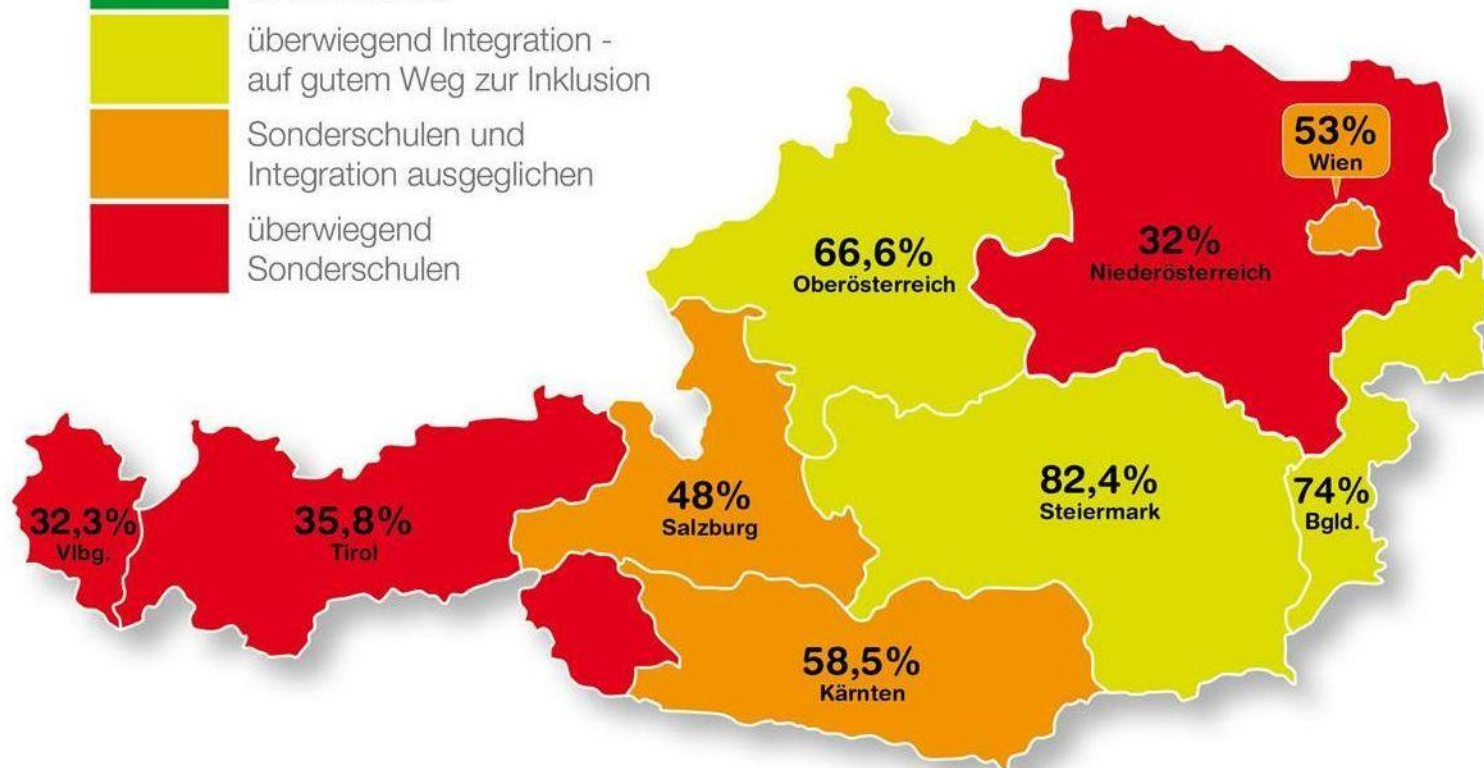 überwiegend Integration -
auf gutem Weg zur Inklusion
Sonderschulen und
Integration ausgeglichen
überwiegend
Sonderschulen
53%
Wien
66,6%
Oberösterreich
32%
Niederösterreich
32,3%
Vlbg.
35,8%
Tirol
48%
Salzburg
82,4%
Steiermark
74%
Bgld.
58,5%
Kärnten